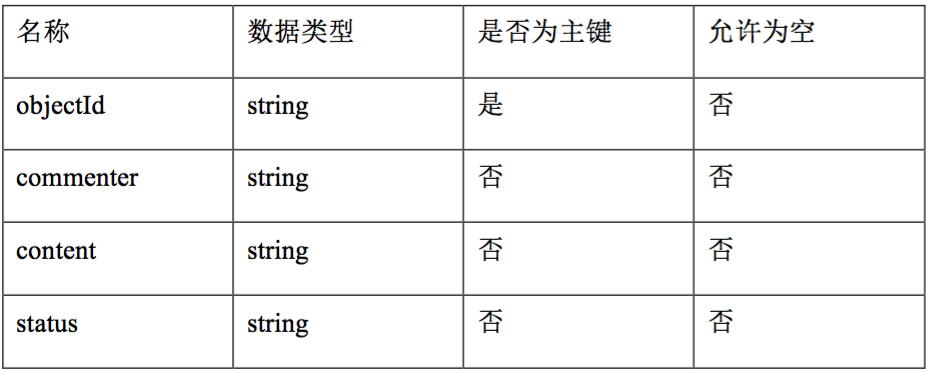 名称 数据类型 是否为主键 允许为空
objectId string 是 否
commenter string 否 否
content string 否 否
status string 否 否